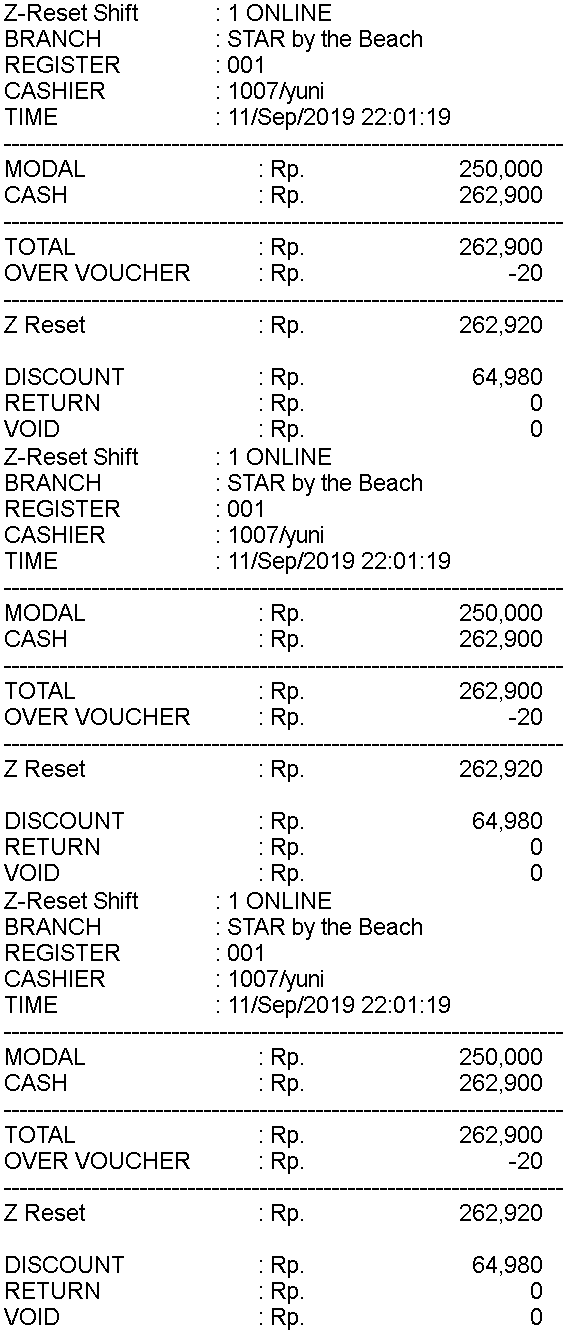 Z-Reset Shift : 1 ONLINE
BRANCH : STAR by the Beach
REGISTER : 001
CASHIER : 1007/yuni
TIME : 11/Sep/2019 22:01:19
MODAL : Rp. 250,000
CASH : Rp. 262,900
TOTAL : Rp. 262,900
OVER VOUCHER : Rp. -20
Z Reset : Rp. 262,920
DISCOUNT : Rp. 64,980
RETURN : Rp. 0
VOID : Rp. 0
Z-Reset Shift : 1 ONLINE
BRANCH : STAR by the Beach
REGISTER : 001
CASHIER : 1007/yuni
TIME : 11/Sep/2019 22:01:19
MODAL : Rp. 250,000
CASH : Rp. 262,900
TOTAL : Rp. 262,900
OVER VOUCHER : Rp. -20
Z Reset : Rp. 262,920
DISCOUNT : Rp. 64,980
RETURN : Rp. 0
VOID : Rp. 0
Z-Reset Shift : 1 ONLINE
BRANCH : STAR by the Beach
REGISTER : 001
CASHIER : 1007/yuni
TIME : 11/Sep/2019 22:01:19
MODAL : Rp. 250,000
CASH : Rp. 262,900
TOTAL : Rp. 262,900
OVER VOUCHER : Rp. -20
Z Reset : Rp. 262,920
DISCOUNT : Rp. 64,980
RETURN : Rp. 0
VOID : Rp. 0